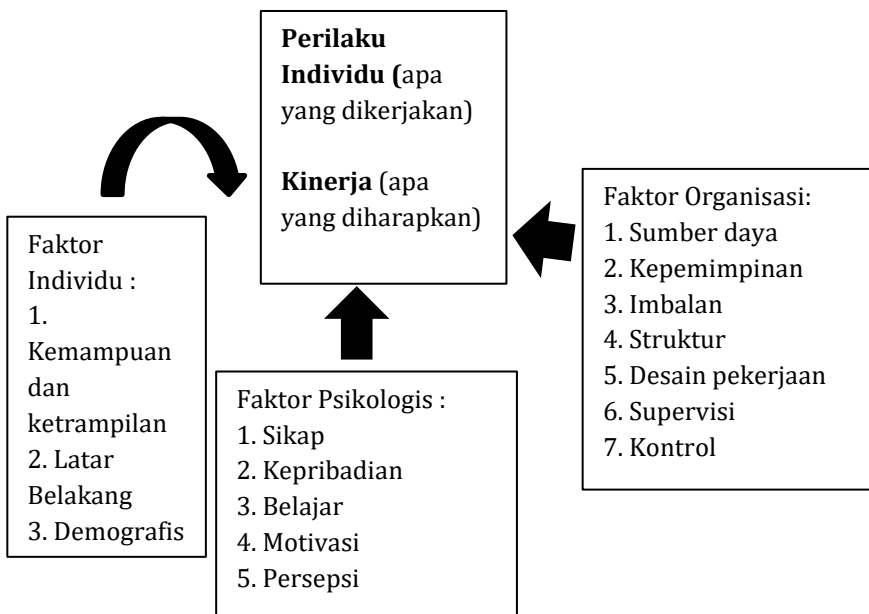 Perilaku
Individu (apa
yang dikerjakan)
Kinerja (apa
yang diharapkan)
Faktor
Individu :
1.
Kemampuan
dan
ketrampilan
2. Latar
Belakang
3. Demografis
Faktor Psikologis :
1. Sikap
2. Kepribadian
3. Belajar
4. Motivasi
5. Persepsi
Faktor Organisasi:
1. Sumber daya
2. Kepemimpinan
3. Imbalan
4. Struktur
5. Desain pekerjaan
6. Supervisi
7. Kontrol